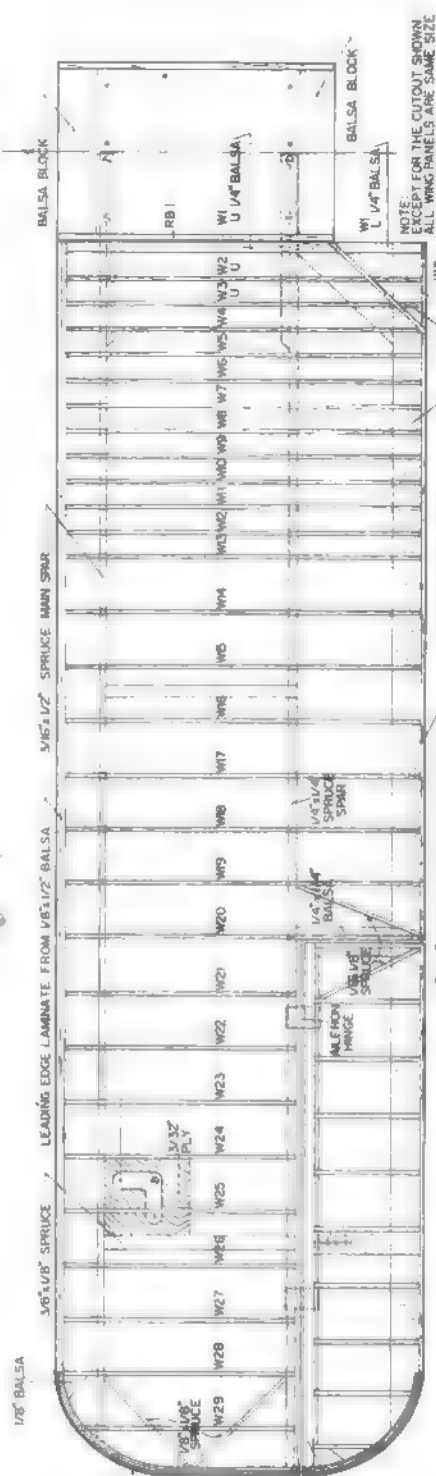 BALSA BLOCK
BALSA BLOCK
RB1
W1
U 1/4" BALSA
W1
L 1/4" BALSA
NOTE:
EXCEPT FOR THE CUTOUT SHOWN
ALL WING PANELS ARE SAME SIZE
W2
U
W3
U
W4
W5
W6
W7
W8
W9
W10
W11
W12
W13
W14
W15
W16
W17
W18
W19
W20
W21
W22
W23
W24
W25
W26
W27
W28
W29
3/16" x 1/2" SPRUCE MAIN SPAR
LEADING EDGE LAMINATE FROM 1/8" x 1/2" BALSA
3/8" x 1/8" SPRUCE
1/8" BALSA
1/4" x 1/4"
SPRUCE
SPAR
1/4" x 1/4"
BALSA
SPRUCE
AILERON
HINGE
3/32"
PLY
1/8" 1/8"
SPRUCE